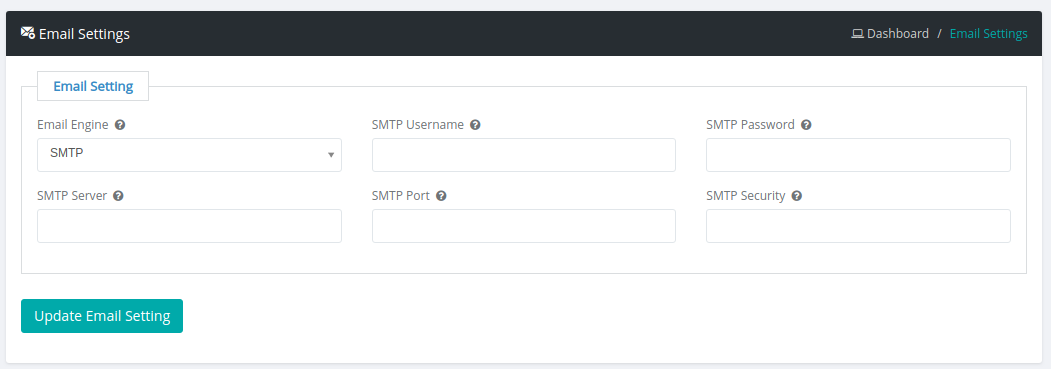 Email Settings
Dashboard / Email Settings
Email Setting
Email Engine
SMTP Username
SMTP Password
SMTP
SMTP Server
SMTP Port
SMTP Security
Update Email Setting